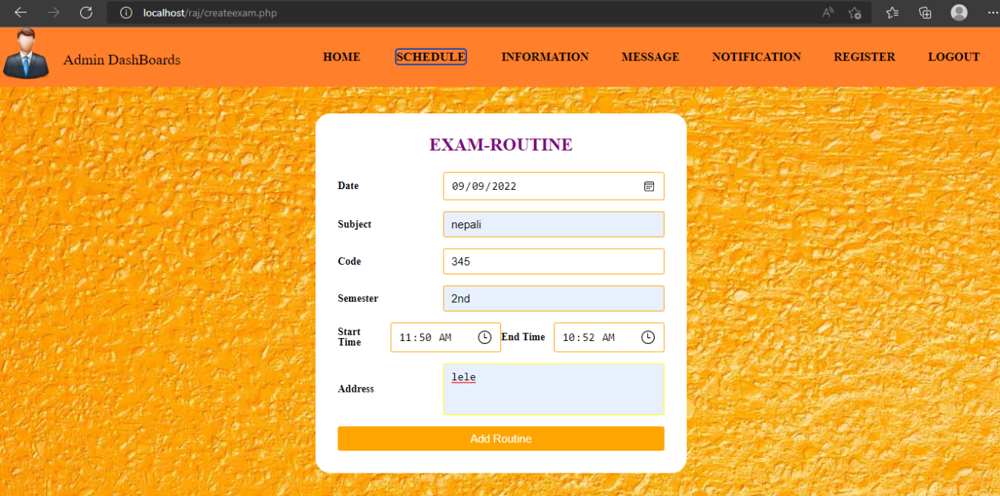 localhost/raj/createexam.php
Admin DashBoards
HOME SCHEDULE INFORMATION MESSAGE NOTIFICATION REGISTER LOGOUT
EXAM-ROUTINE
Date 09/09/2022
Subject nepali
Code 345
Semester 2nd
Start Time 11:50 AM End Time 10:52 AM
Address lele
Add Routine